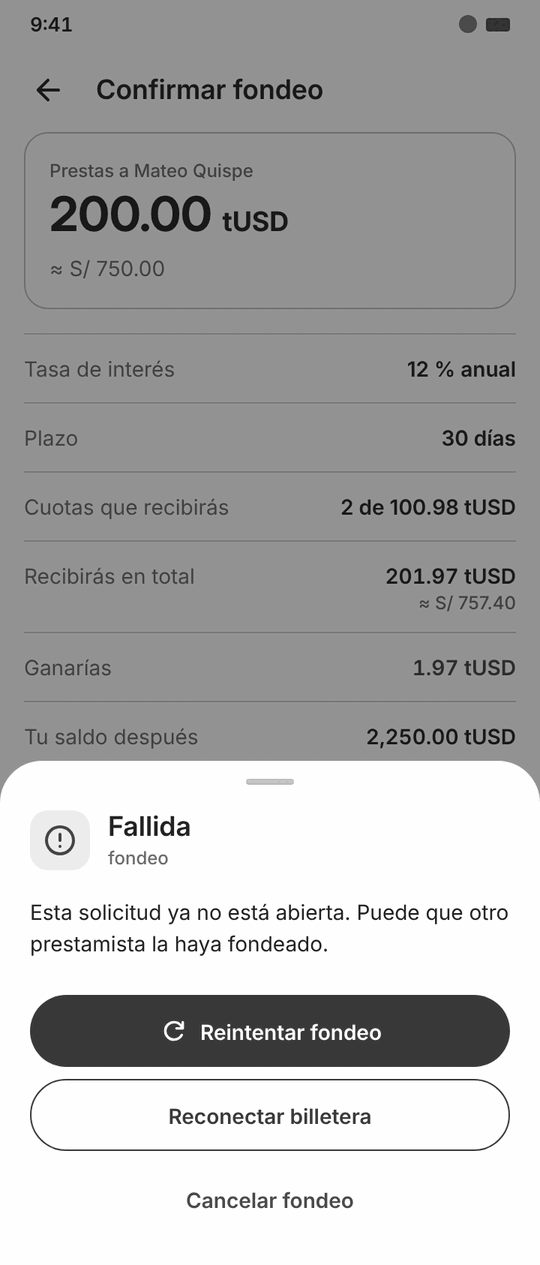 9:41
Confirmar fondeo
Prestas a Mateo Quispe
200.00 tUSD
≈ S/ 750.00
Tasa de interés 12 % anual
Plazo 30 días
Cuotas que recibirás 2 de 100.98 tUSD
Recibirás en total 201.97 tUSD
≈ S/ 757.40
Ganarías 1.97 tUSD
Tu saldo después 2,250.00 tUSD
Fallida
fondeo
Esta solicitud ya no está abierta. Puede que otro
prestamista la haya fondeado.
Reintentar fondeo
Reconectar billetera
Cancelar fondeo